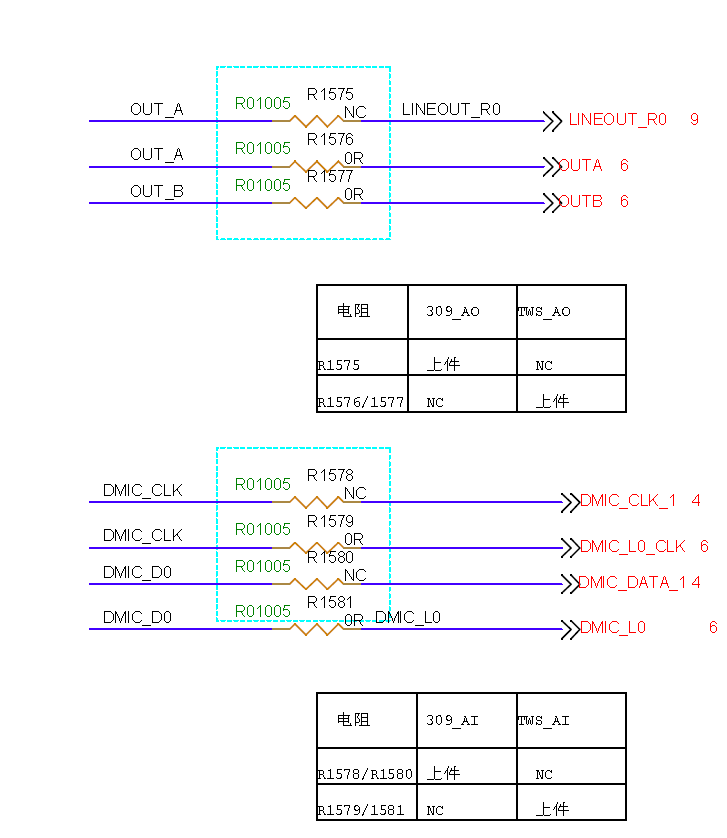 R01005 R1575
OUT_A NC LINEOUT_R0 LINEOUT_R0 9
R01005 R1576
OUT_A 0R OUTA 6
R01005 R1577
OUT_B 0R OUTB 6
电阻 309_AO TWS_AO
R1575 上件 NC
R1576/1577 NC 上件
R01005 R1578
DMIC_CLK NC DMIC_CLK_1 4
R01005 R1579
DMIC_CLK 0R DMIC_L0_CLK 6
R01005 R1580
DMIC_D0 NC DMIC_DATA_1 4
R01005 R1581
DMIC_D0 0R DMIC_L0 DMIC_L0 6
电阻 309_AI TWS_AI
R1578/R1580 上件 NC
R1579/1581 NC 上件